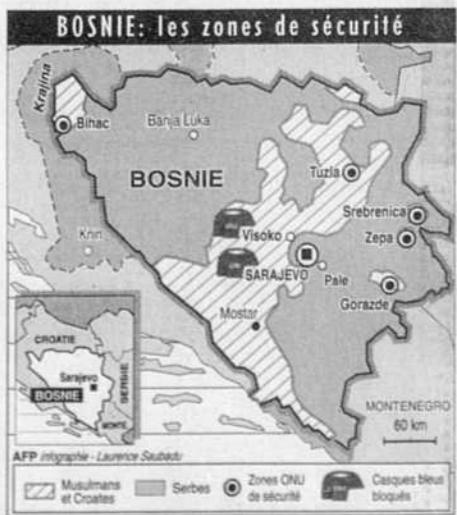 BOSNIE: les zones de sécurité
Krajina
Bihac
Banja Luka
BOSNIE
Tuzla
Srebrenica
Zepa
Knin
Visoko
SARAJEVO
Pale
Gorazde
Mostar
CROATIE
Sarajevo
BOSNIE
SERBIE
MONTE.
MONTENEGRO
60 km
AFP infographie - Laurence Saubadu
Musulmans
et Croates
Serbes
Zones ONU
de sécurité
Casques bleus
bloqués